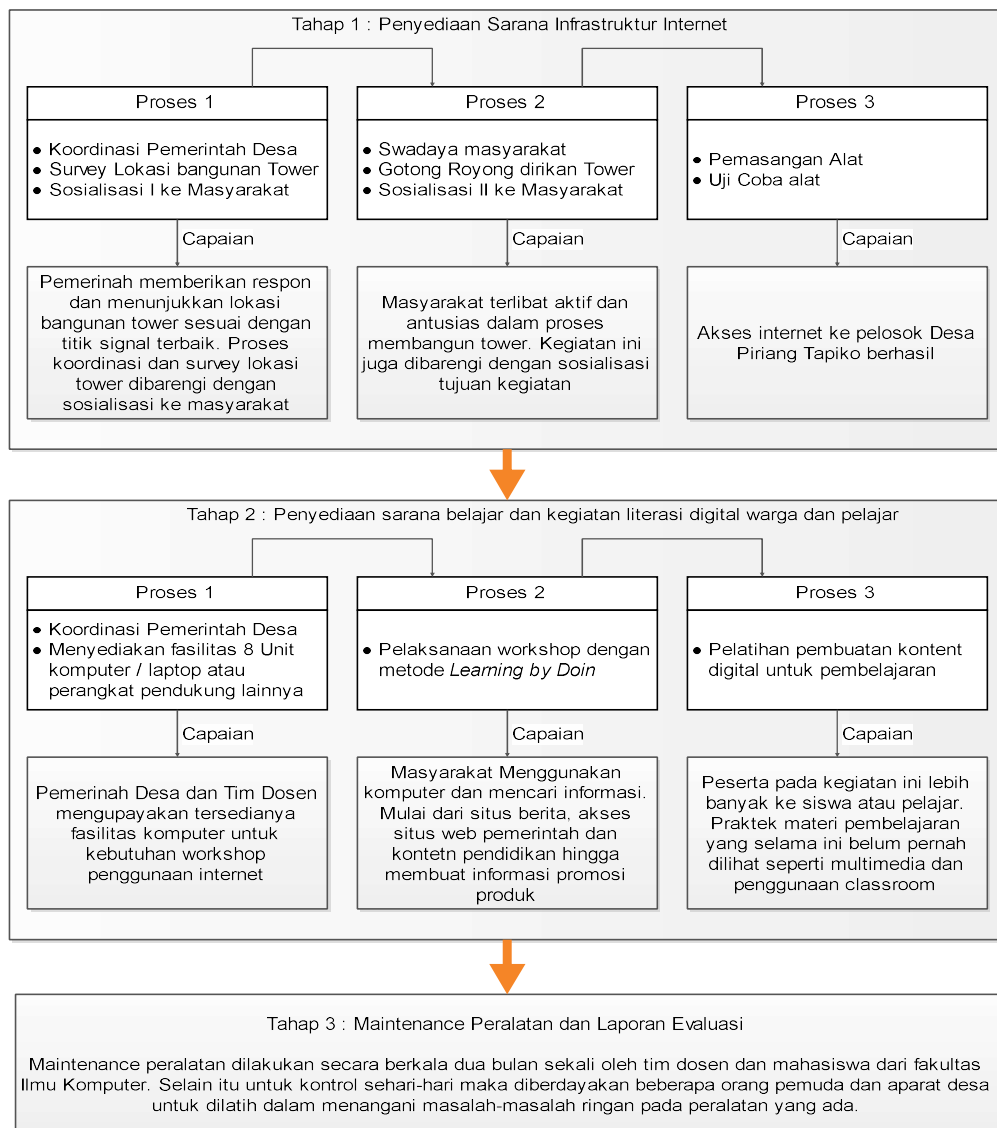 Tahap 1 : Penyediaan Sarana Infrastruktur Internet
Proses 1
• Koordinasi Pemerintah Desa
• Survey Lokasi bangunan Tower
• Sosialisasi I ke Masyarakat
Capaian
Pemerinah memberikan respon
dan menunjukkan lokasi
bangunan tower sesuai dengan
titik signal terbaik. Proses
koordinasi dan survey lokasi
tower dibarengi dengan
sosialisasi ke masyarakat
Proses 2
• Swadaya masyarakat
• Gotong Royong dirikan Tower
• Sosialisasi II ke Masyarakat
Capaian
Masyarakat terlibat aktif dan
antusias dalam proses
membangun tower. Kegiatan ini
juga dibarengi dengan sosialisasi
tujuan kegiatan
Proses 3
• Pemasangan Alat
• Uji Coba alat
Capaian
Akses internet ke pelosok Desa
Piriang Tapiko berhasil
Tahap 2 : Penyediaan sarana belajar dan kegiatan literasi digital warga dan pelajar
Proses 1
• Koordinasi Pemerintah Desa
• Menyediakan fasilitas 8 Unit
komputer / laptop atau
perangkat pendukung lainnya
Capaian
Pemerinah Desa dan Tim Dosen
mengupayakan tersedianya
fasilitas komputer untuk
kebutuhan workshop
penggunaan internet
Proses 2
• Pelaksanaan workshop dengan
metode Learning by Doin
Capaian
Masyarakat Menggunakan
komputer dan mencari informasi.
Mulai dari situs berita, akses
situs web pemerintah dan
kontetn pendidikan hingga
membuat informasi promosi
produk
Proses 3
• Pelatihan pembuatan kontent
digital untuk pembelajaran
Capaian
Peserta pada kegiatan ini lebih
banyak ke siswa atau pelajar.
Praktek materi pembelajaran
yang selama ini belum pernah
dilihat seperti multimedia dan
penggunaan classroom
Tahap 3 : Maintenance Peralatan dan Laporan Evaluasi
Maintenance peralatan dilakukan secara berkala dua bulan sekali oleh tim dosen dan mahasiswa dari fakultas
Ilmu Komputer. Selain itu untuk kontrol sehari-hari maka diberdayakan beberapa orang pemuda dan aparat desa
untuk dilatih dalam menangani masalah-masalah ringan pada peralatan yang ada.